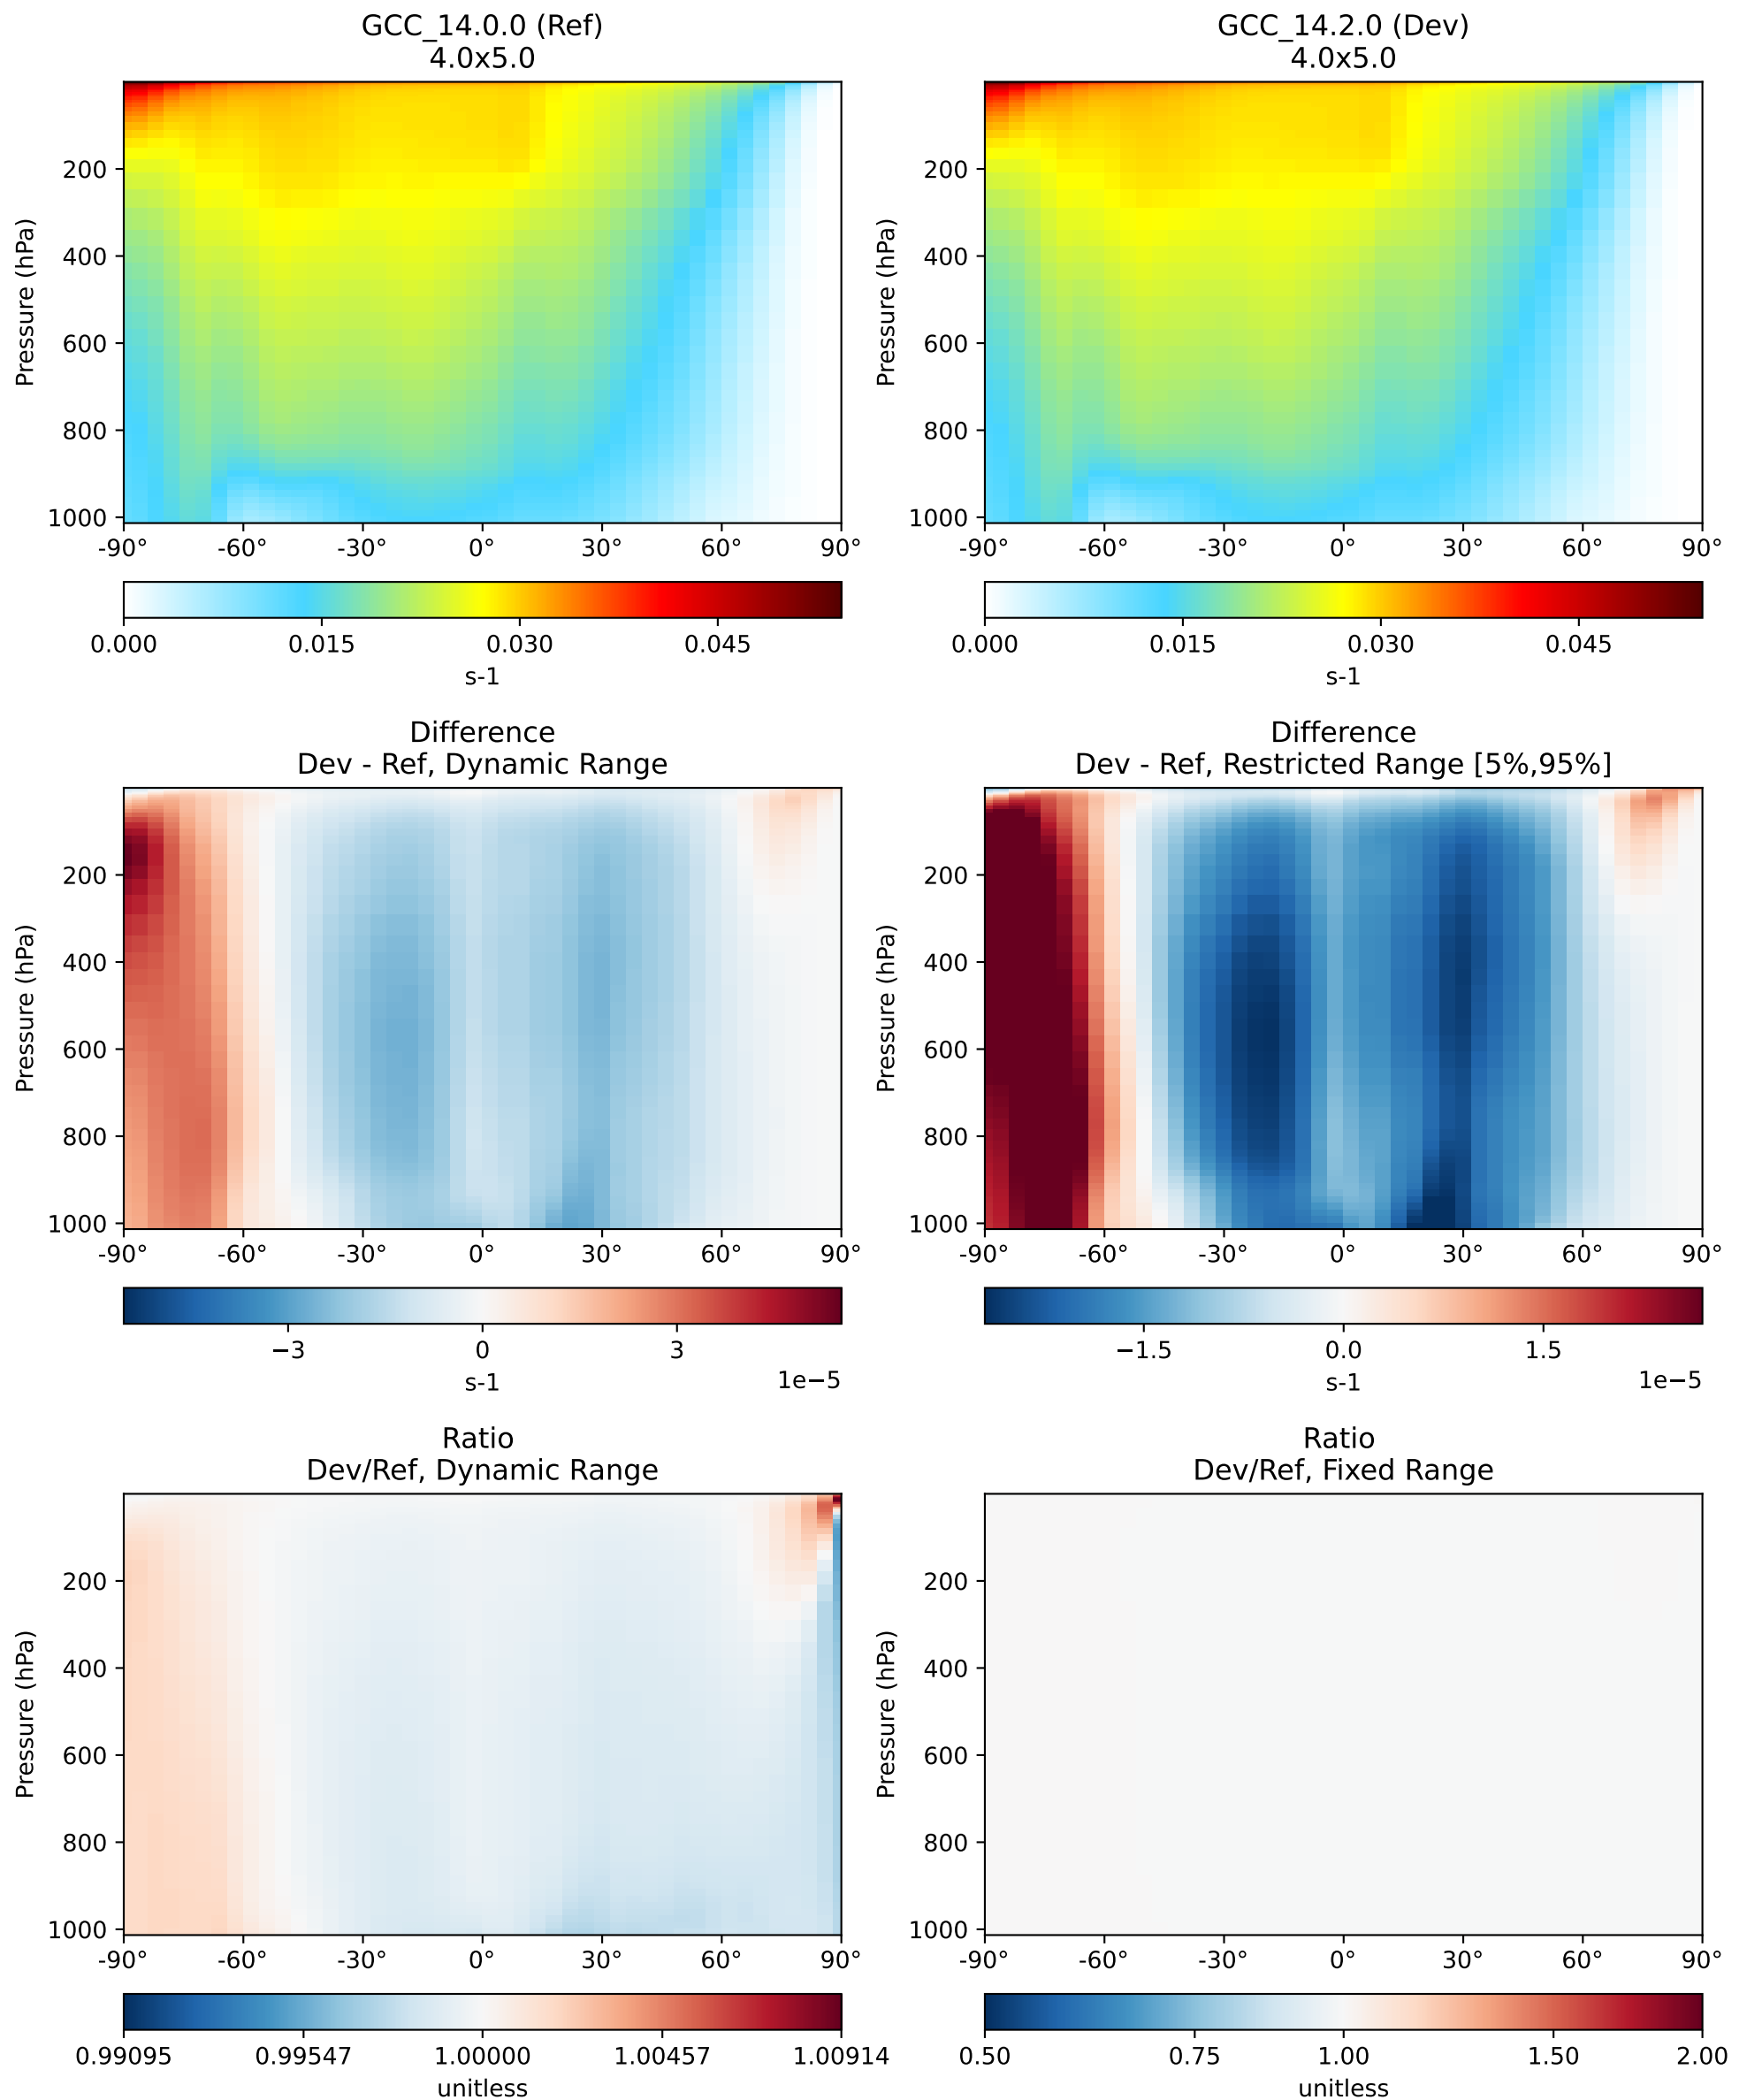 GCC_14.0.0 (Ref)
4.0x5.0
Pressure (hPa)
200
400
600
800
1000
-90° -60° -30° 0° 30° 60° 90°
0.000 0.015 0.030 0.045
s-1
GCC_14.2.0 (Dev)
4.0x5.0
Pressure (hPa)
200
400
600
800
1000
-90° -60° -30° 0° 30° 60° 90°
0.000 0.015 0.030 0.045
s-1
Difference
Dev - Ref, Dynamic Range
Pressure (hPa)
200
400
600
800
1000
-90° -60° -30° 0° 30° 60° 90°
−3 0 3
s-1 1e−5
Difference
Dev - Ref, Restricted Range [5%,95%]
Pressure (hPa)
200
400
600
800
1000
-90° -60° -30° 0° 30° 60° 90°
−1.5 0.0 1.5
s-1 1e−5
Ratio
Dev/Ref, Dynamic Range
Pressure (hPa)
200
400
600
800
1000
-90° -60° -30° 0° 30° 60° 90°
0.99095 0.99547 1.00000 1.00457 1.00914
unitless
Ratio
Dev/Ref, Fixed Range
Pressure (hPa)
200
400
600
800
1000
-90° -60° -30° 0° 30° 60° 90°
0.50 0.75 1.00 1.50 2.00
unitless